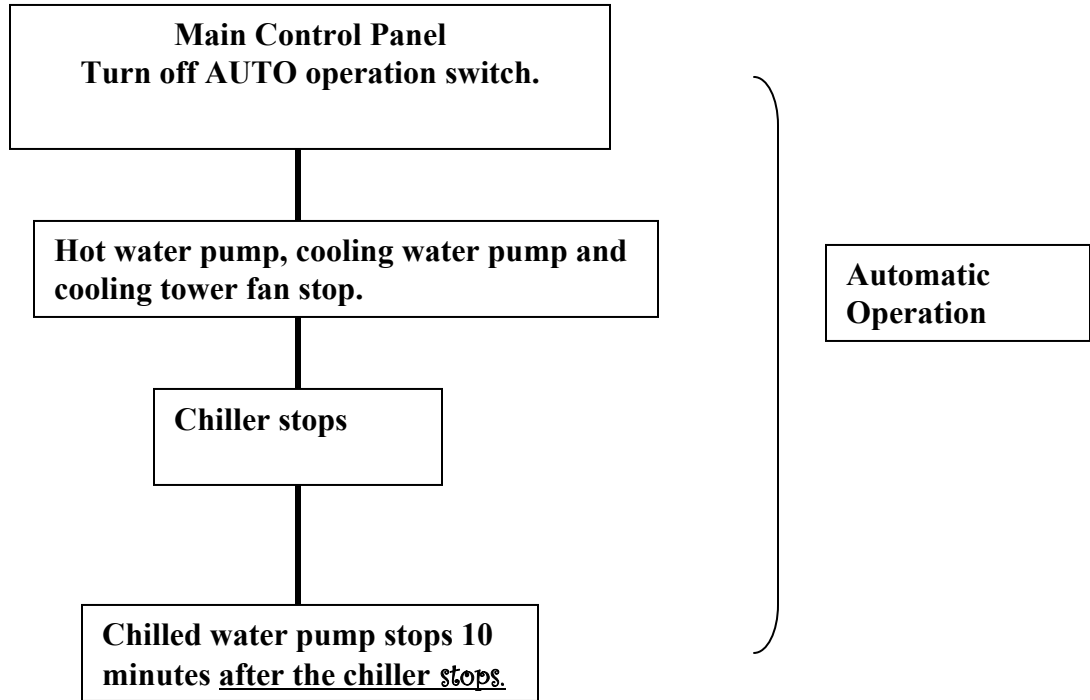 Main Control Panel
Turn off AUTO operation switch.
Hot water pump, cooling water pump and
cooling tower fan stop.
Automatic
Operation
Chiller stops
Chilled water pump stops 10
minutes after the chiller stops.